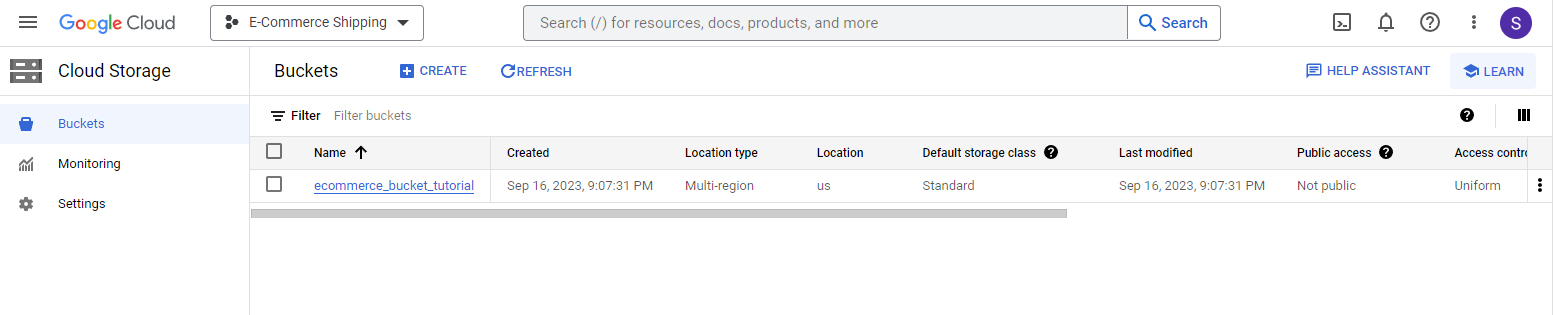 Google Cloud E-Commerce Shipping Search (/) for resources, docs, products, and more Search S
Cloud Storage Buckets CREATE REFRESH HELP ASSISTANT LEARN
Buckets
Monitoring
Settings
Filter Filter buckets
Name Created Location type Location Default storage class Last modified Public access Access contro
ecommerce_bucket_tutorial Sep 16, 2023, 9:07:31 PM Multi-region us Standard Sep 16, 2023, 9:07:31 PM Not public Uniform